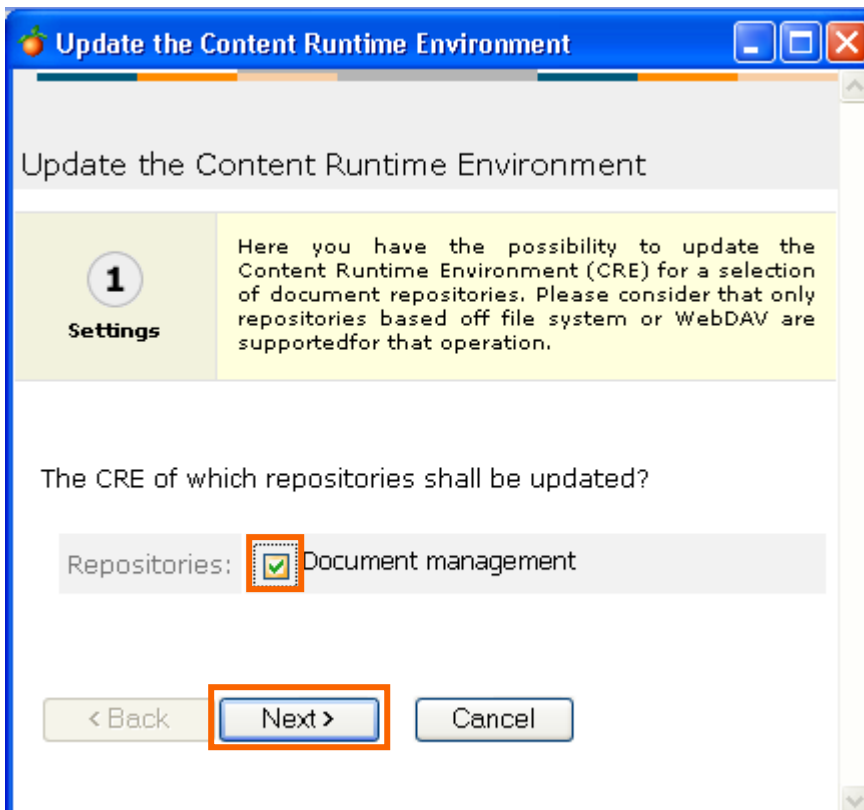 Update the Content Runtime Environment
Update the Content Runtime Environment
1
Settings
Here you have the possibility to update the
Content Runtime Environment (CRE) for a selection
of document repositories. Please consider that only
repositories based off file system or WebDAV are
supportedfor that operation.
The CRE of which repositories shall be updated?
Repositories: Document management
< Back Next > Cancel